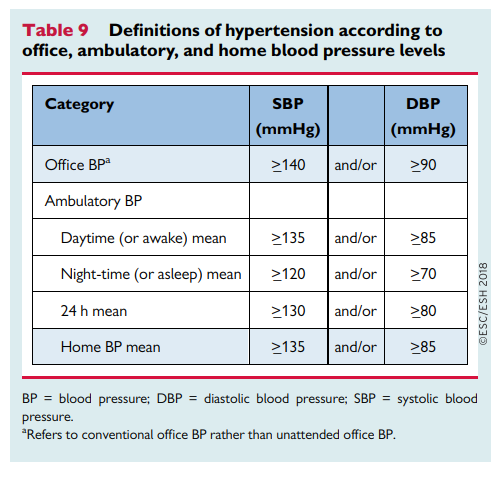 Table 9 Definitions of hypertension according to
office, ambulatory, and home blood pressure levels
Category SBP (mmHg) DBP (mmHg)
Office BPa ≥140 and/or ≥90
Ambulatory BP
Daytime (or awake) mean ≥135 and/or ≥85
Night-time (or asleep) mean ≥120 and/or ≥70
24 h mean ≥130 and/or ≥80
Home BP mean ≥135 and/or ≥85
©ESC/ESH 2018
BP = blood pressure; DBP = diastolic blood pressure; SBP = systolic blood
pressure.
aRefers to conventional office BP rather than unattended office BP.